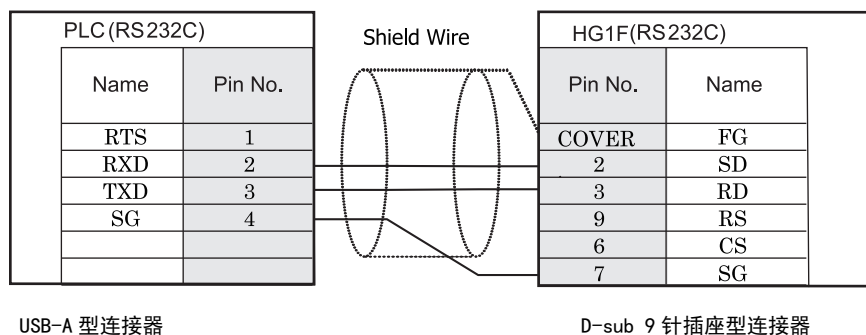 PLC(RS232C) Shield Wire HG1F(RS232C)
Name Pin No. Pin No. Name
RTS 1 COVER FG
RXD 2 2 SD
TXD 3 3 RD
SG 4 9 RS
6 CS
7 SG
USB-A 型连接器 D-sub 9 针插座型连接器